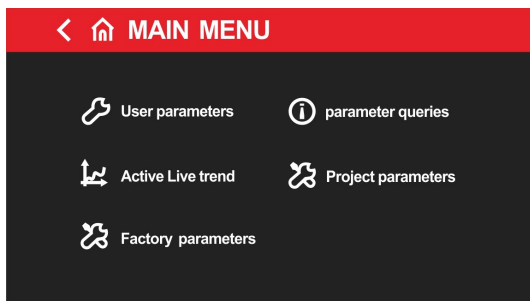 MAIN MENU
User parameters
parameter queries
Active Live trend
Project parameters
Factory parameters